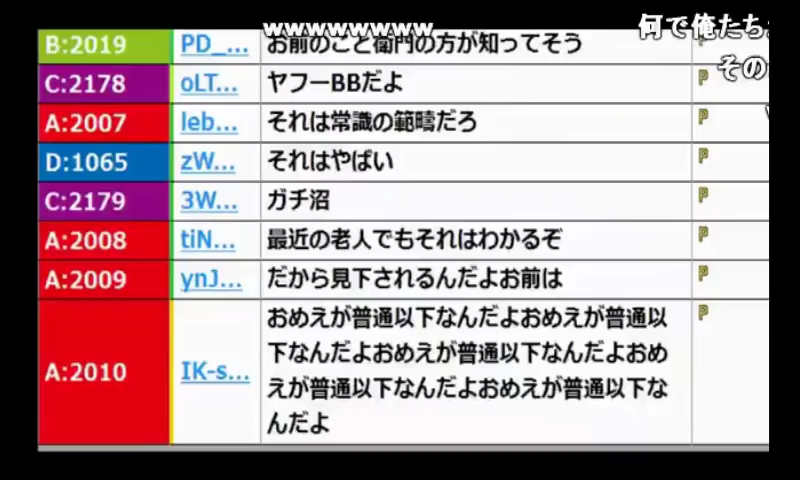 wwwwwwww
何で俺たち
その
B:2019 PD_... お前のこと衛門の方が知ってそう P
C:2178 oLT... ヤフーBBだよ P
A:2007 leb... それは常識の範疇だろ P
D:1065 zW... それはやばい P
C:2179 3W... ガチ沼 P
A:2008 tiN... 最近の老人でもそれはわかるぞ P
A:2009 ynJ... だから見下されるんだよお前は P
A:2010 IK-s... おめえが普通以下なんだよおめえが普通以 P
下なんだよおめえが普通以下なんだよおめ
えが普通以下なんだよおめえが普通以下な
んだよ